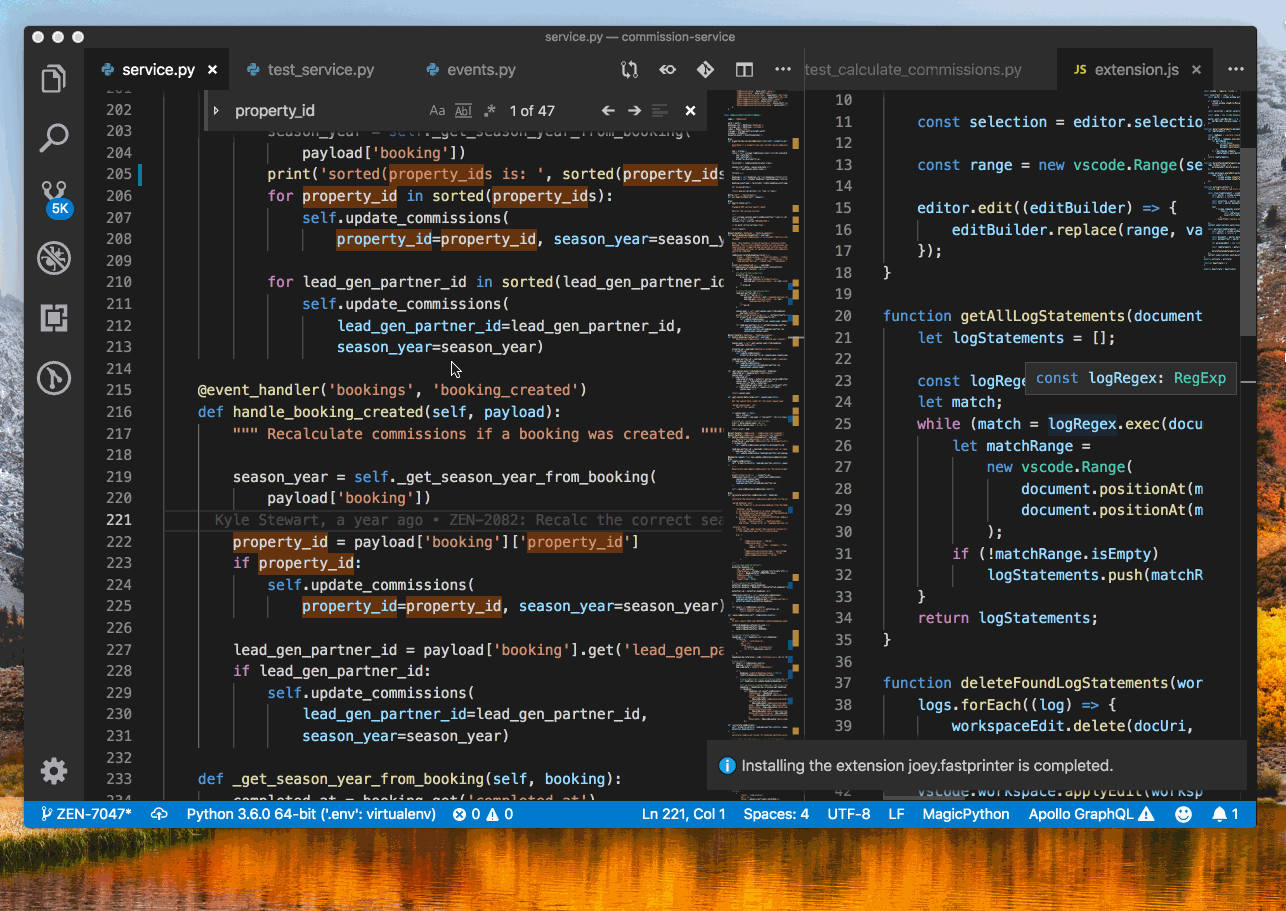 service.py — commission-service
service.py
test_service.py
events.py
test_calculate_commissions.py
JS extension.js
property_id
Aa Abl .* 1 of 47
5K
202
203 season_year = self._get_season_year_from_booking(
204 payload['booking'])
205 print('sorted(property_ids is: ', sorted(property_ids
206 for property_id in sorted(property_ids):
207 self.update_commissions(
208 property_id=property_id, season_year=season_y
209
210 for lead_gen_partner_id in sorted(lead_gen_partner_id
211 self.update_commissions(
212 lead_gen_partner_id=lead_gen_partner_id,
213 season_year=season_year)
214
215 @event_handler('bookings', 'booking_created')
216 def handle_booking_created(self, payload):
217 """ Recalculate commissions if a booking was created. """
218
219 season_year = self._get_season_year_from_booking(
220 payload['booking'])
221 Kyle Stewart, a year ago • ZEN-2082: Recalc the correct sea
222 property_id = payload['booking']['property_id']
223 if property_id:
224 self.update_commissions(
225 property_id=property_id, season_year=season_year)
226
227 lead_gen_partner_id = payload['booking'].get('lead_gen_pa
228 if lead_gen_partner_id:
229 self.update_commissions(
230 lead_gen_partner_id=lead_gen_partner_id,
231 season_year=season_year)
232
233 def _get_season_year_from_booking(self, booking):
234 completed_at = booking.get('completed_at')
10
11 const selection = editor.selectio
12
13 const range = new vscode.Range(se
14
15 editor.edit((editBuilder) => {
16 editBuilder.replace(range, va
17 });
18 }
19
20 function getAllLogStatements(document
21 let logStatements = [];
22
23 const logRege
const logRegex: RegExp
24 let match;
25 while (match = logRegex.exec(docu
26 let matchRange =
27 new vscode.Range(
28 document.positionAt(m
29 document.positionAt(m
30 );
31 if (!matchRange.isEmpty)
32 logStatements.push(matchR
33 }
34 return logStatements;
35 }
36
37 function deleteFoundLogStatements(wor
38 logs.forEach((log) => {
39 workspaceEdit.delete(docUri,
42 vscode.workspace.applyEdit(worksp
Installing the extension joey.fastprinter is completed.
ZEN-7047* Python 3.6.0 64-bit ('.env': virtualenv) 0 0 Ln 221, Col 1 Spaces: 4 UTF-8 LF MagicPython Apollo GraphQL 1